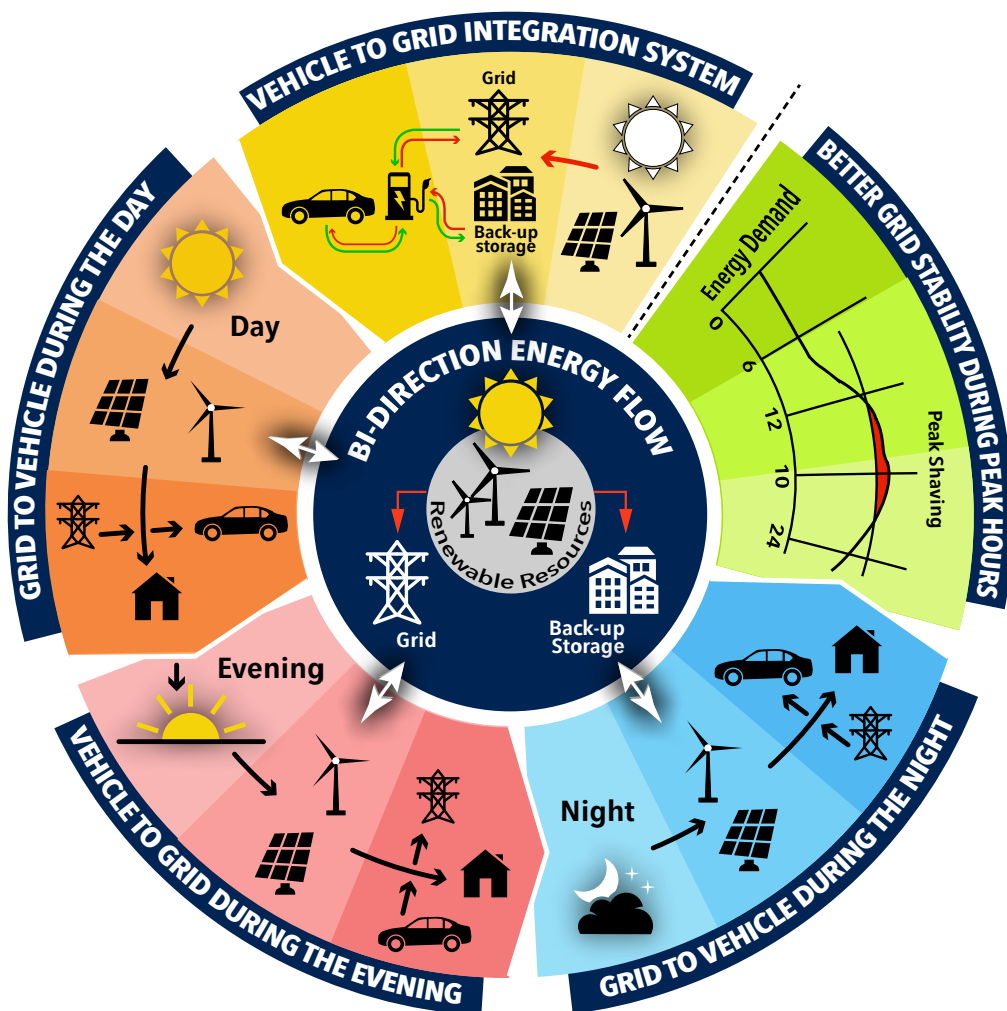 VEHICLE TO GRID INTEGRATION SYSTEM
Grid
Back-up
storage
BETTER GRID STABILITY DURING PEAK HOURS
Energy Demand
0
6
12
10
24
Peak Shaving
GRID TO VEHICLE DURING THE DAY
Day
BI-DIRECTION ENERGY FLOW
Renewable Resources
Grid
Back-up
Storage
Evening
VEHICLE TO GRID DURING THE EVENING
Night
GRID TO VEHICLE DURING THE NIGHT